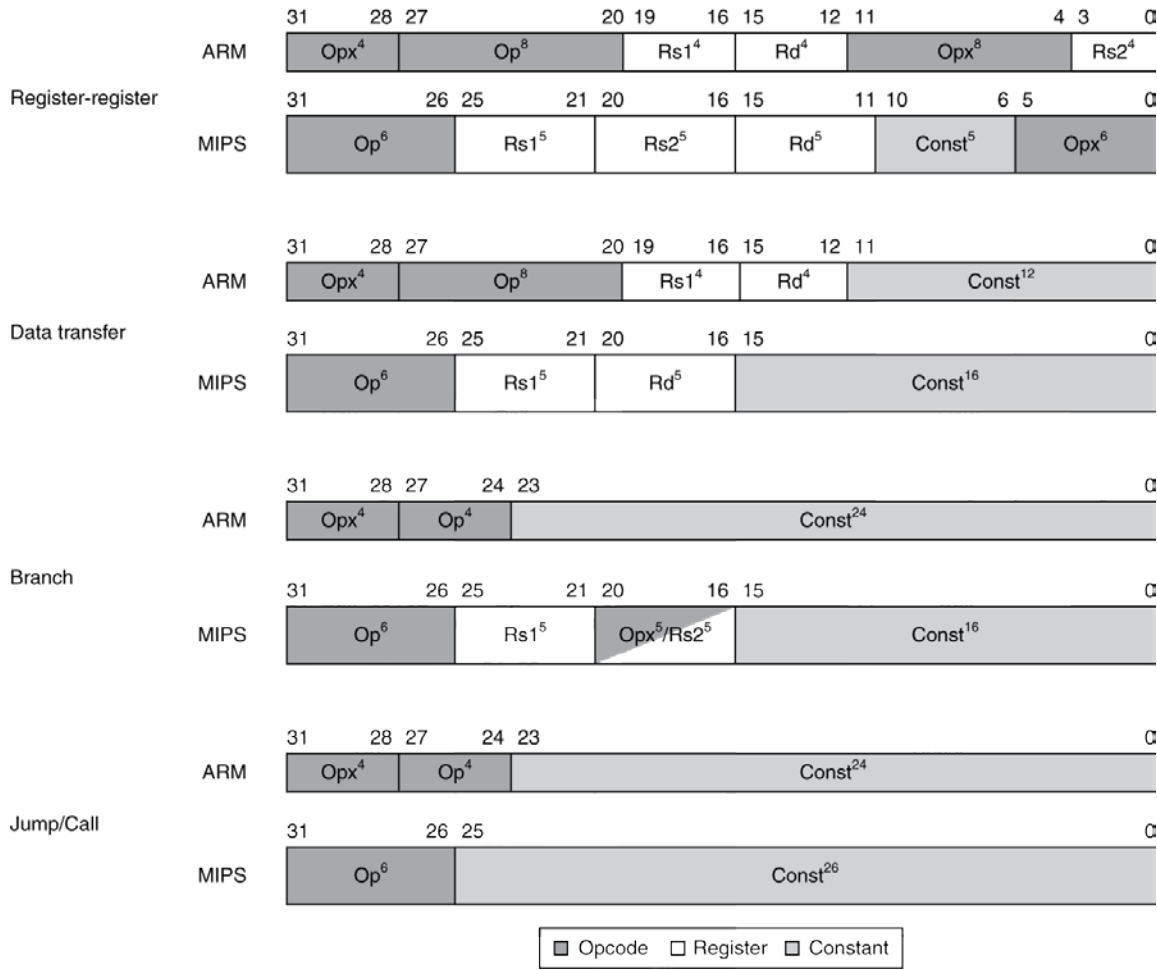 31 28 27 20 19 16 15 12 11 4 3 0
ARM Opx⁴ Op⁸ Rs1⁴ Rd⁴ Opx⁸ Rs2⁴
Register-register
31 26 25 21 20 16 15 11 10 6 5 0
MIPS Op⁶ Rs1⁵ Rs2⁵ Rd⁵ Const⁵ Opx⁶
31 28 27 20 19 16 15 12 11 0
ARM Opx⁴ Op⁸ Rs1⁴ Rd⁴ Const¹²
Data transfer
31 26 25 21 20 16 15 0
MIPS Op⁶ Rs1⁵ Rd⁵ Const¹⁶
31 28 27 24 23 0
ARM Opx⁴ Op⁴ Const²⁴
Branch
31 26 25 21 20 16 15 0
MIPS Op⁶ Rs1⁵ Opx⁵/Rs2⁵ Const¹⁶
31 28 27 24 23 0
ARM Opx⁴ Op⁴ Const²⁴
Jump/Call
31 26 25 0
MIPS Op⁶ Const²⁶
Opcode Register Constant